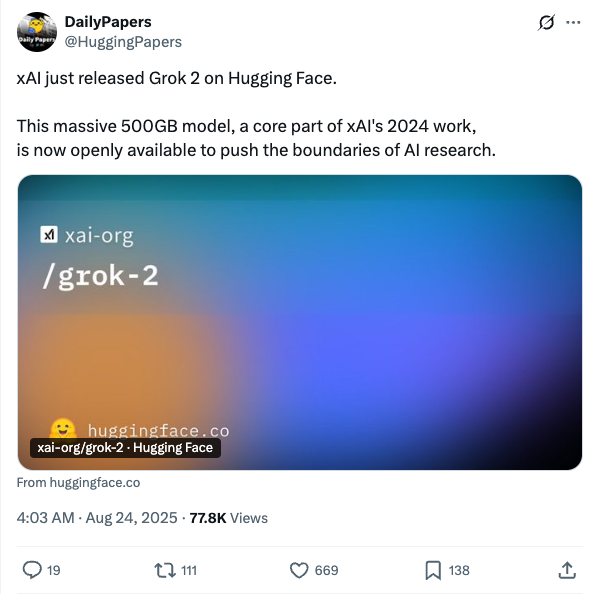 DailyPapers
@HuggingPapers
xAI just released Grok 2 on Hugging Face.
This massive 500GB model, a core part of xAI's 2024 work,
is now openly available to push the boundaries of AI research.
xai-org
/grok-2
huggingface.co
xai-org/grok-2 · Hugging Face
From huggingface.co
4:03 AM · Aug 24, 2025 · 77.8K Views
19 111 669 138